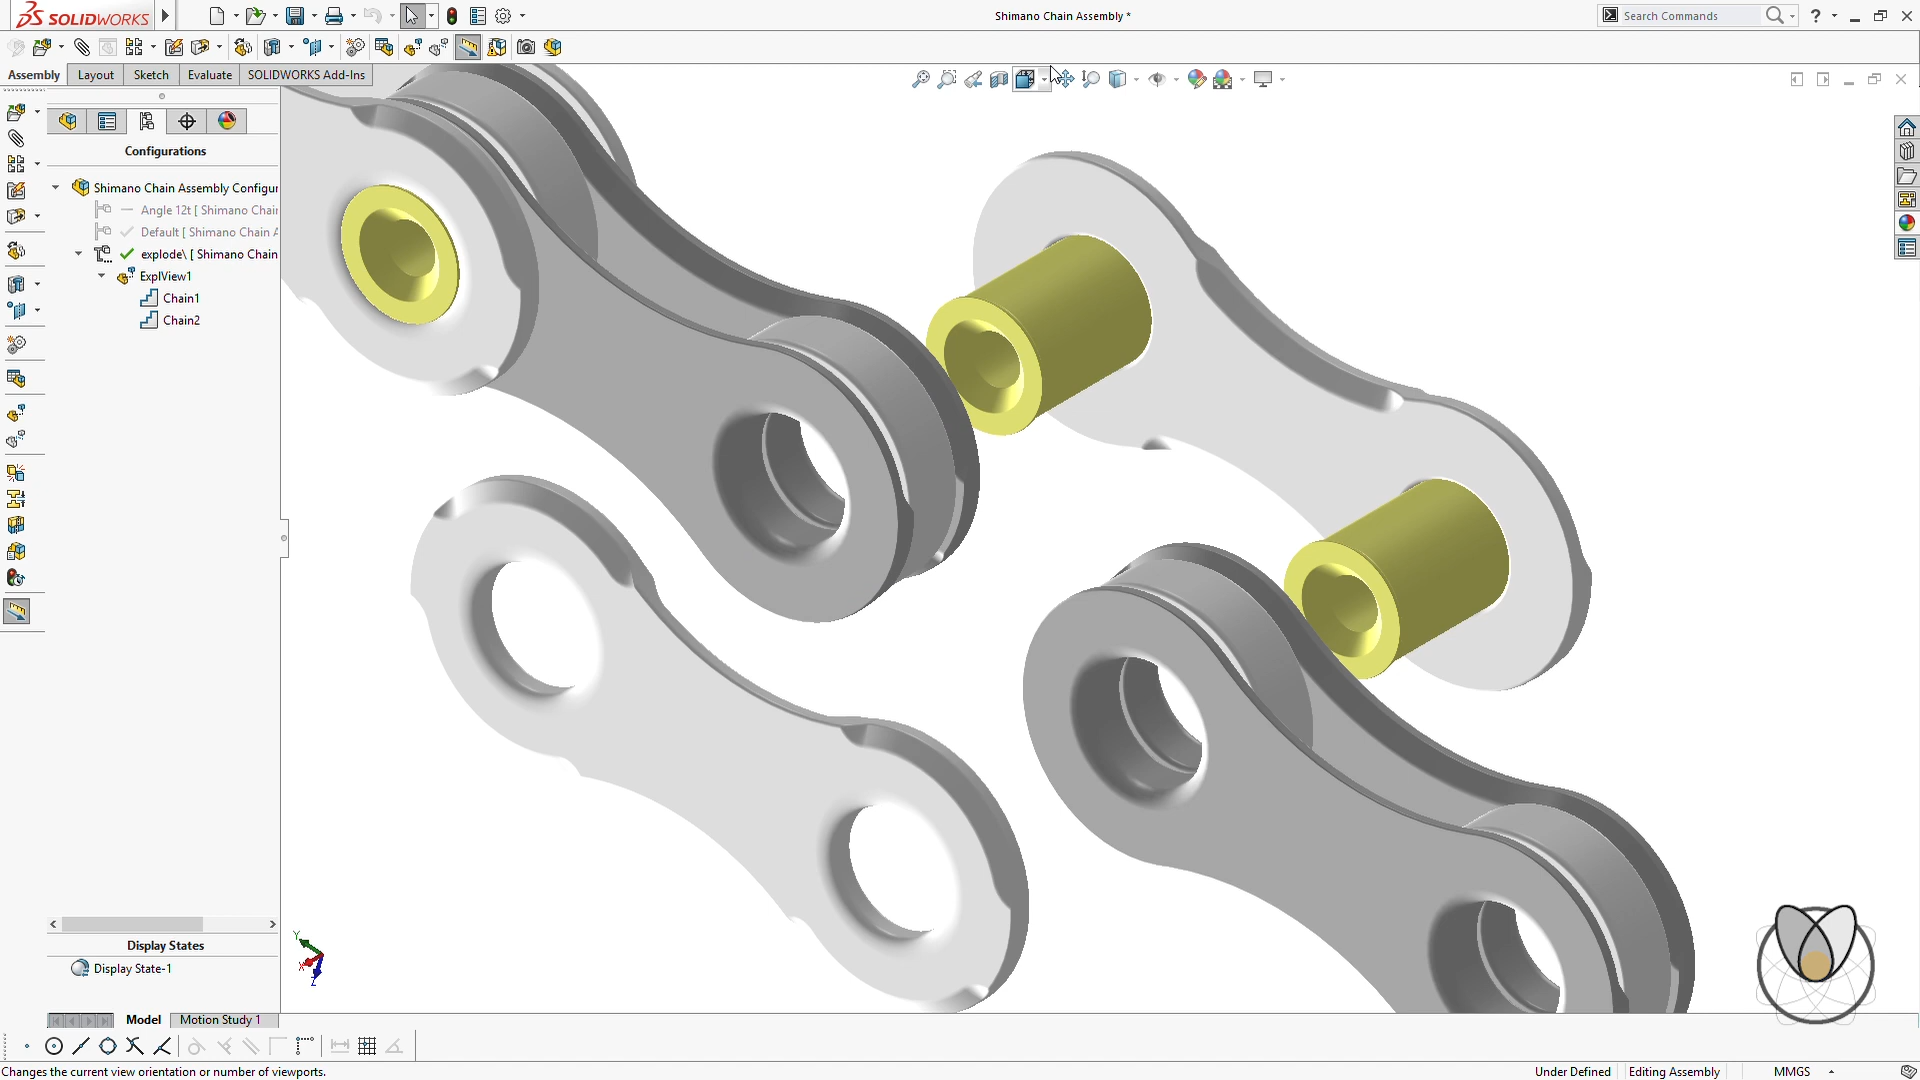 SOLIDWORKS
Shimano Chain Assembly *
Search Commands
?
Assembly
Layout
Sketch
Evaluate
SOLIDWORKS Add-Ins
Configurations
Shimano Chain Assembly Configur
Angle 12t [ Shimano Chain
Default [ Shimano Chain A
explode\ [ Shimano Chain
ExplView1
Chain1
Chain2
Display States
Display State-1
Y
X
Z
Model
Motion Study 1
Changes the current view orientation or number of viewports.
Under Defined
Editing Assembly
MMGS